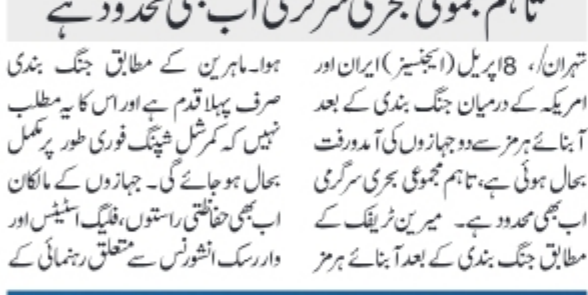 تاہم مجموعی بحری سرگرمی اب بھی محدود ہے
تہران/، 8اپریل (ایجنسیز) ایران اور
امریکہ کے درمیان جنگ بندی کے بعد
آبنائے ہرمز سے دو جہازوں کی آمدورفت
بحال ہوئی ہے، تاہم مجموعی بحری سرگرمی
اب بھی محدود ہے۔ میرین ٹریفک کے
مطابق جنگ بندی کے بعد آبنائے ہرمز
ہوا۔ماہرین کے مطابق جنگ بندی
صرف پہلا قدم ہے اور اس کا یہ مطلب
نہیں کہ کمرشل شپنگ فوری طور پر مکمل
بحال ہو جائے گی۔ جہازوں کے مالکان
اب بھی حفاظتی راستوں، فلیگ اسٹیٹس اور
وار رسک انشورنس سے متعلق رہنمائی کے